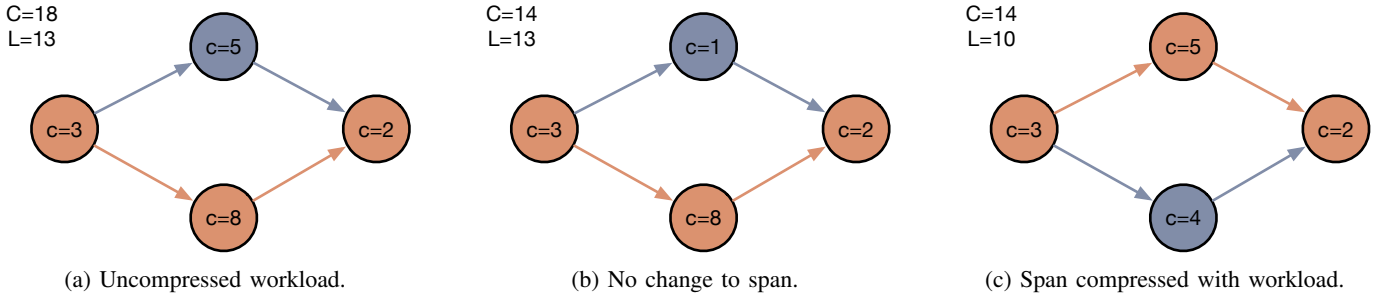 C=18
L=13
c=5
c=3
c=2
c=8
(a) Uncompressed workload.
C=14
L=13
c=1
c=3
c=2
c=8
(b) No change to span.
C=14
L=10
c=5
c=3
c=2
c=4
(c) Span compressed with workload.